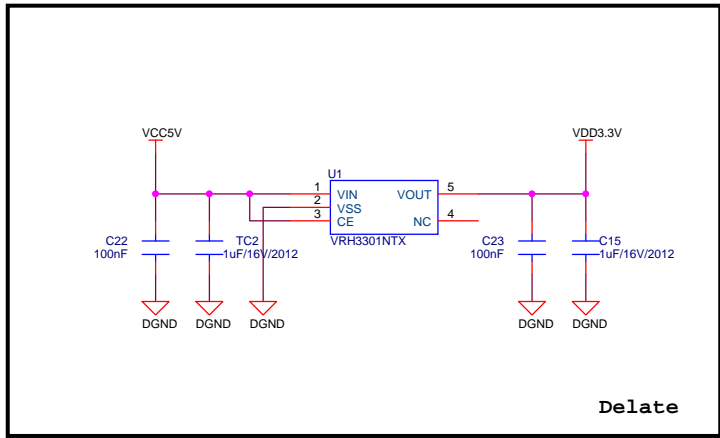 VCC5V
VDD3.3V
U1
1 VIN VOUT 5
2 VSS
3 CE NC 4
VRH3301NTX
C22
100nF
TC2
1uF/16V/2012
C23
100nF
C15
1uF/16V/2012
DGND
DGND
DGND
DGND
DGND
Delate